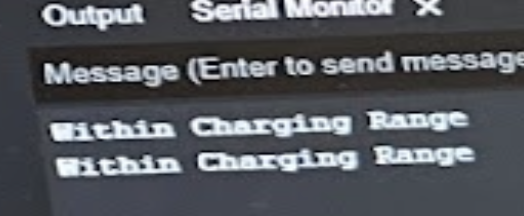 Output Serial Monitor ×
Message (Enter to send message
Within Charging Range
Within Charging Range